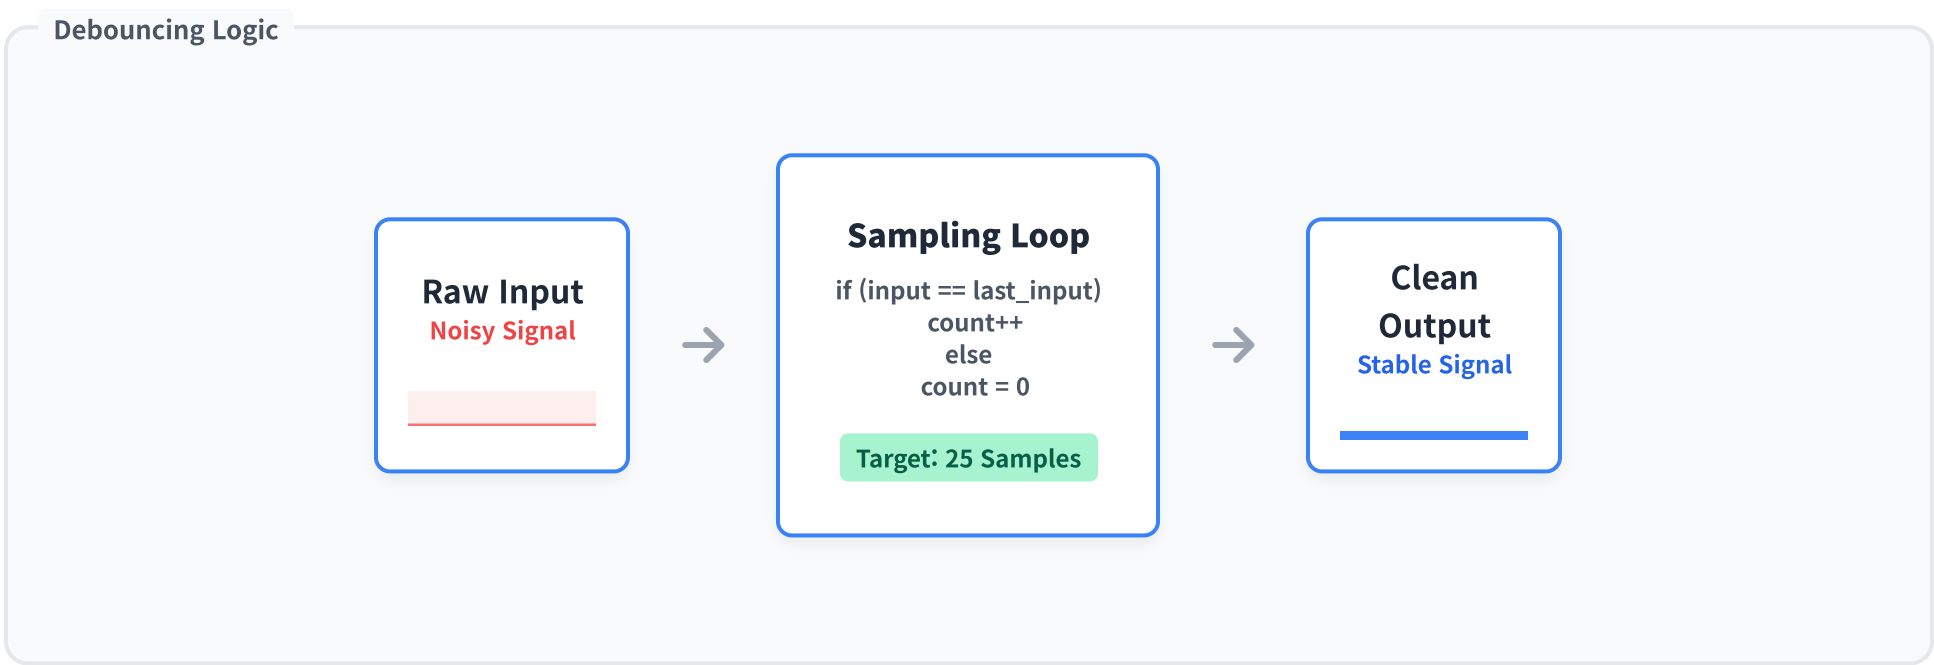 Debouncing Logic
Raw Input
Noisy Signal
Sampling Loop
if (input == last_input)
count++
else
count = 0
Target: 25 Samples
Clean
Output
Stable Signal